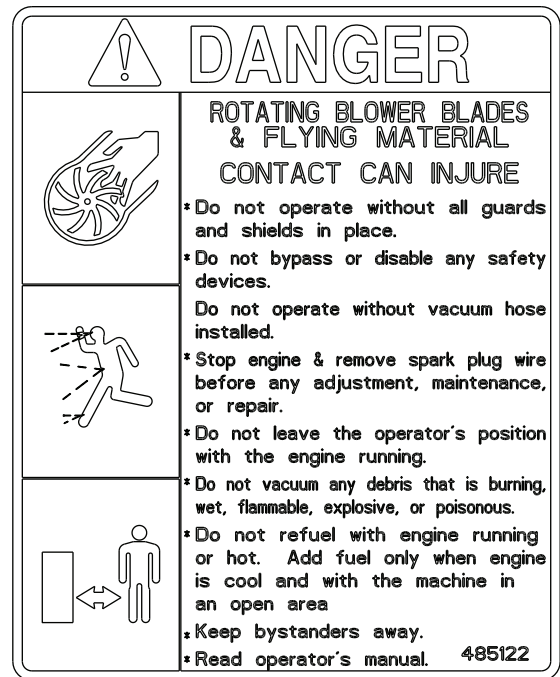 DANGER
ROTATING BLOWER BLADES
& FLYING MATERIAL
CONTACT CAN INJURE
* Do not operate without all guards
and shields in place.
* Do not bypass or disable any safety
devices.
Do not operate without vacuum hose
installed.
* Stop engine & remove spark plug wire
before any adjustment, maintenance,
or repair.
* Do not leave the operator's position
with the engine running.
* Do not vacuum any debris that is burning,
wet, flammable, explosive, or poisonous.
* Do not refuel with engine running
or hot. Add fuel only when engine
is cool and with the machine in
an open area
* Keep bystanders away.
* Read operator's manual. 485122